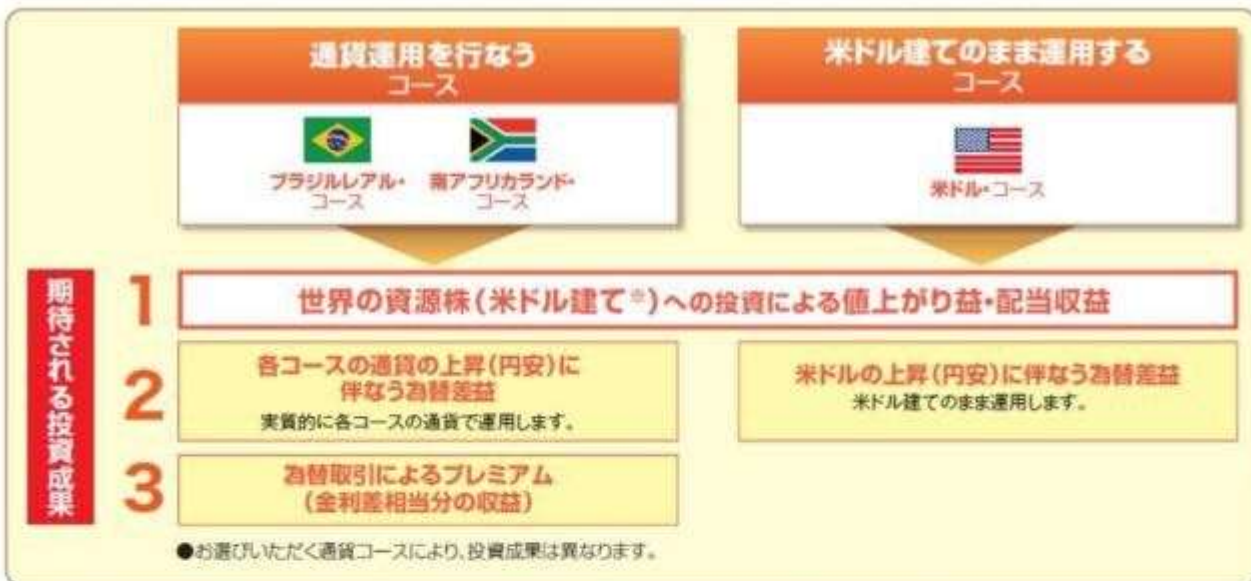 通貨運用を行なう
コース
米ドル建てのまま運用する
コース
ブラジルレアル・
コース
南アフリカランド・
コース
米ドル・コース
期待される投資成果
1
世界の資源株(米ドル建て※)への投資による値上がり益・配当収益
2
各コースの通貨の上昇(円安)に
伴なう為替差益
実質的に各コースの通貨で運用します。
米ドルの上昇(円安)に伴なう為替差益
米ドル建てのまま運用します。
3
為替取引によるプレミアム
(金利差相当分の収益)
●お選びいただく通貨コースにより、投資成果は異なります。